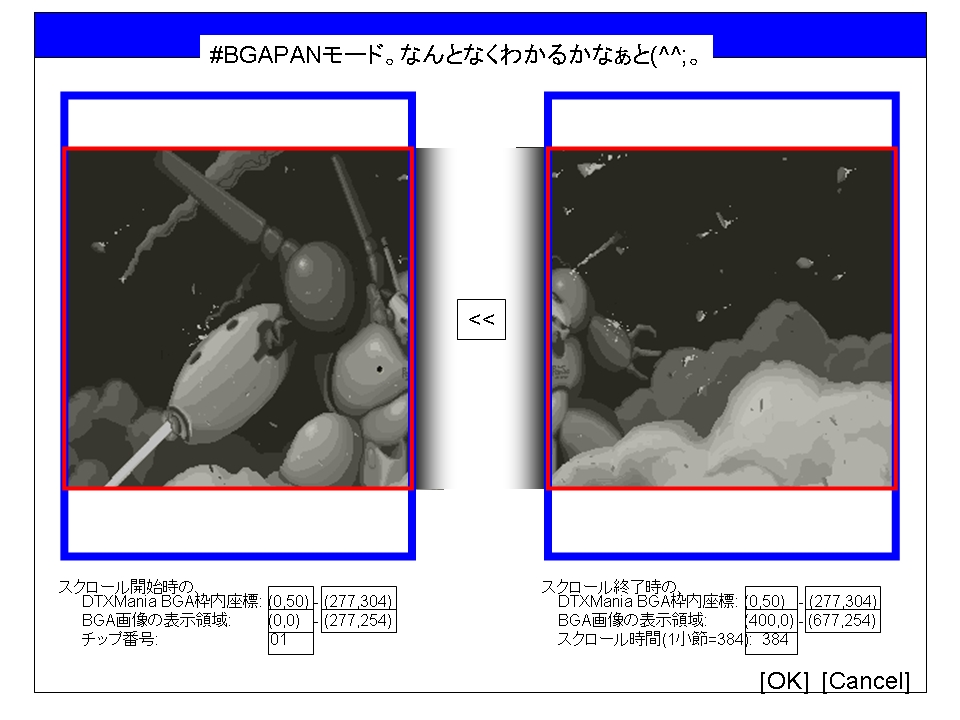 #BGAPANモード。なんとなくわかるかなぁと(^^;。
<<
スクロール開始時の、
DTXMania BGA枠内座標: (0,50) - (277,304)
BGA画像の表示領域: (0,0) - (277,254)
チップ番号: 01
スクロール終了時の、
DTXMania BGA枠内座標: (0,50) - (277,304)
BGA画像の表示領域: (400,0) - (677,254)
スクロール時間(1小節=384): 384
[OK] [Cancel]